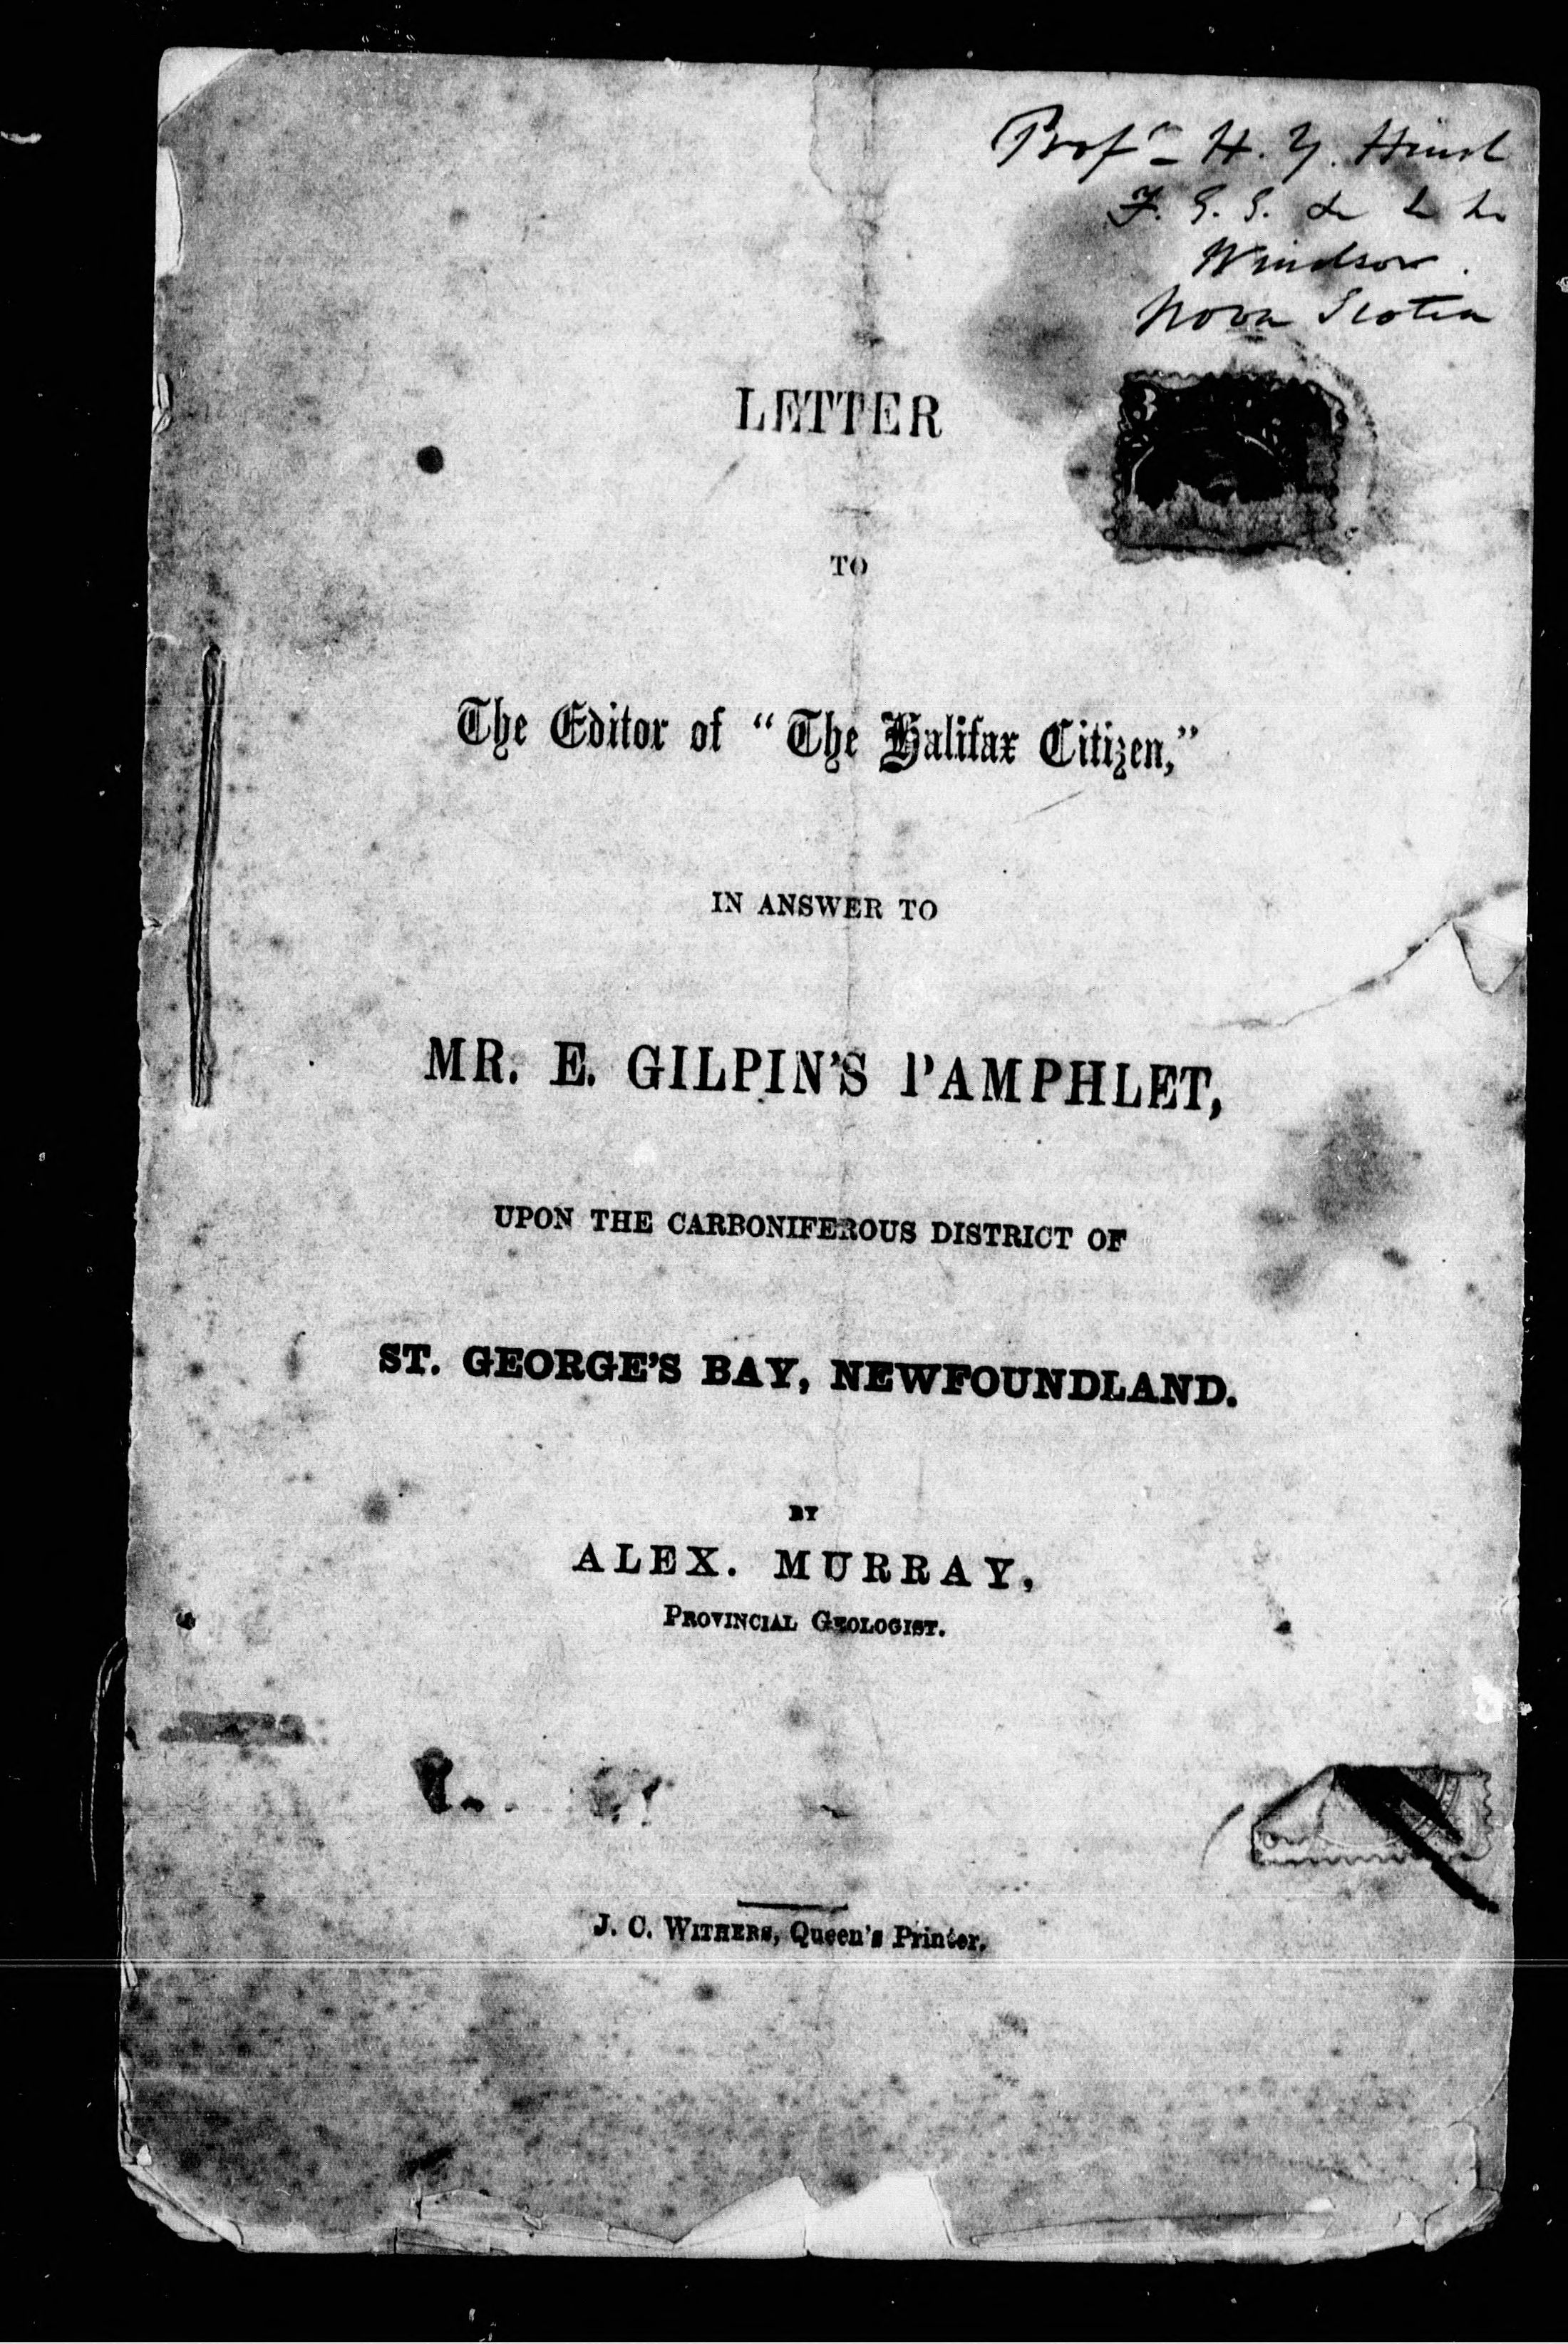 Profr H. Y. Hind
F. G. S. &c &c &c
Windsor.
Nova Scotia
3
LETTER
TO
The Editor of "The Halifax Citizen,"
IN ANSWER TO
MR. E. GILPIN'S PAMPHLET,
UPON THE CARBONIFEROUS DISTRICT OF
ST. GEORGE'S BAY, NEWFOUNDLAND.
BY
ALEX. MURRAY,
PROVINCIAL GEOLOGIST.
J. C. WITHERS, Queen's Printer.